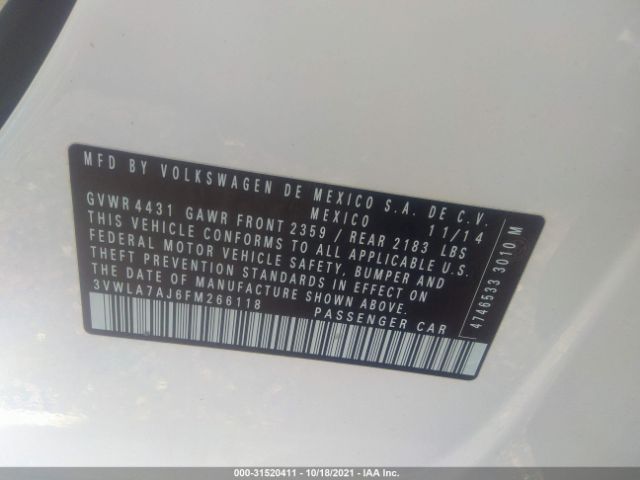 MFD BY VOLKSWAGEN DE MEXICO S.A. DE C.V.
MEXICO 11/14
GVWR 4431 GAWR FRONT 2359 / REAR 2183 LBS
THIS VEHICLE CONFORMS TO ALL APPLICABLE U.S.
FEDERAL MOTOR VEHICLE SAFETY, BUMPER AND
THEFT PREVENTION STANDARDS IN EFFECT ON
THE DATE OF MANUFACTURE SHOWN ABOVE.
3VWLA7AJ6FM266118 PASSENGER CAR
4746533 3010 M
000-31520411 - 10/18/2021 - IAA Inc.